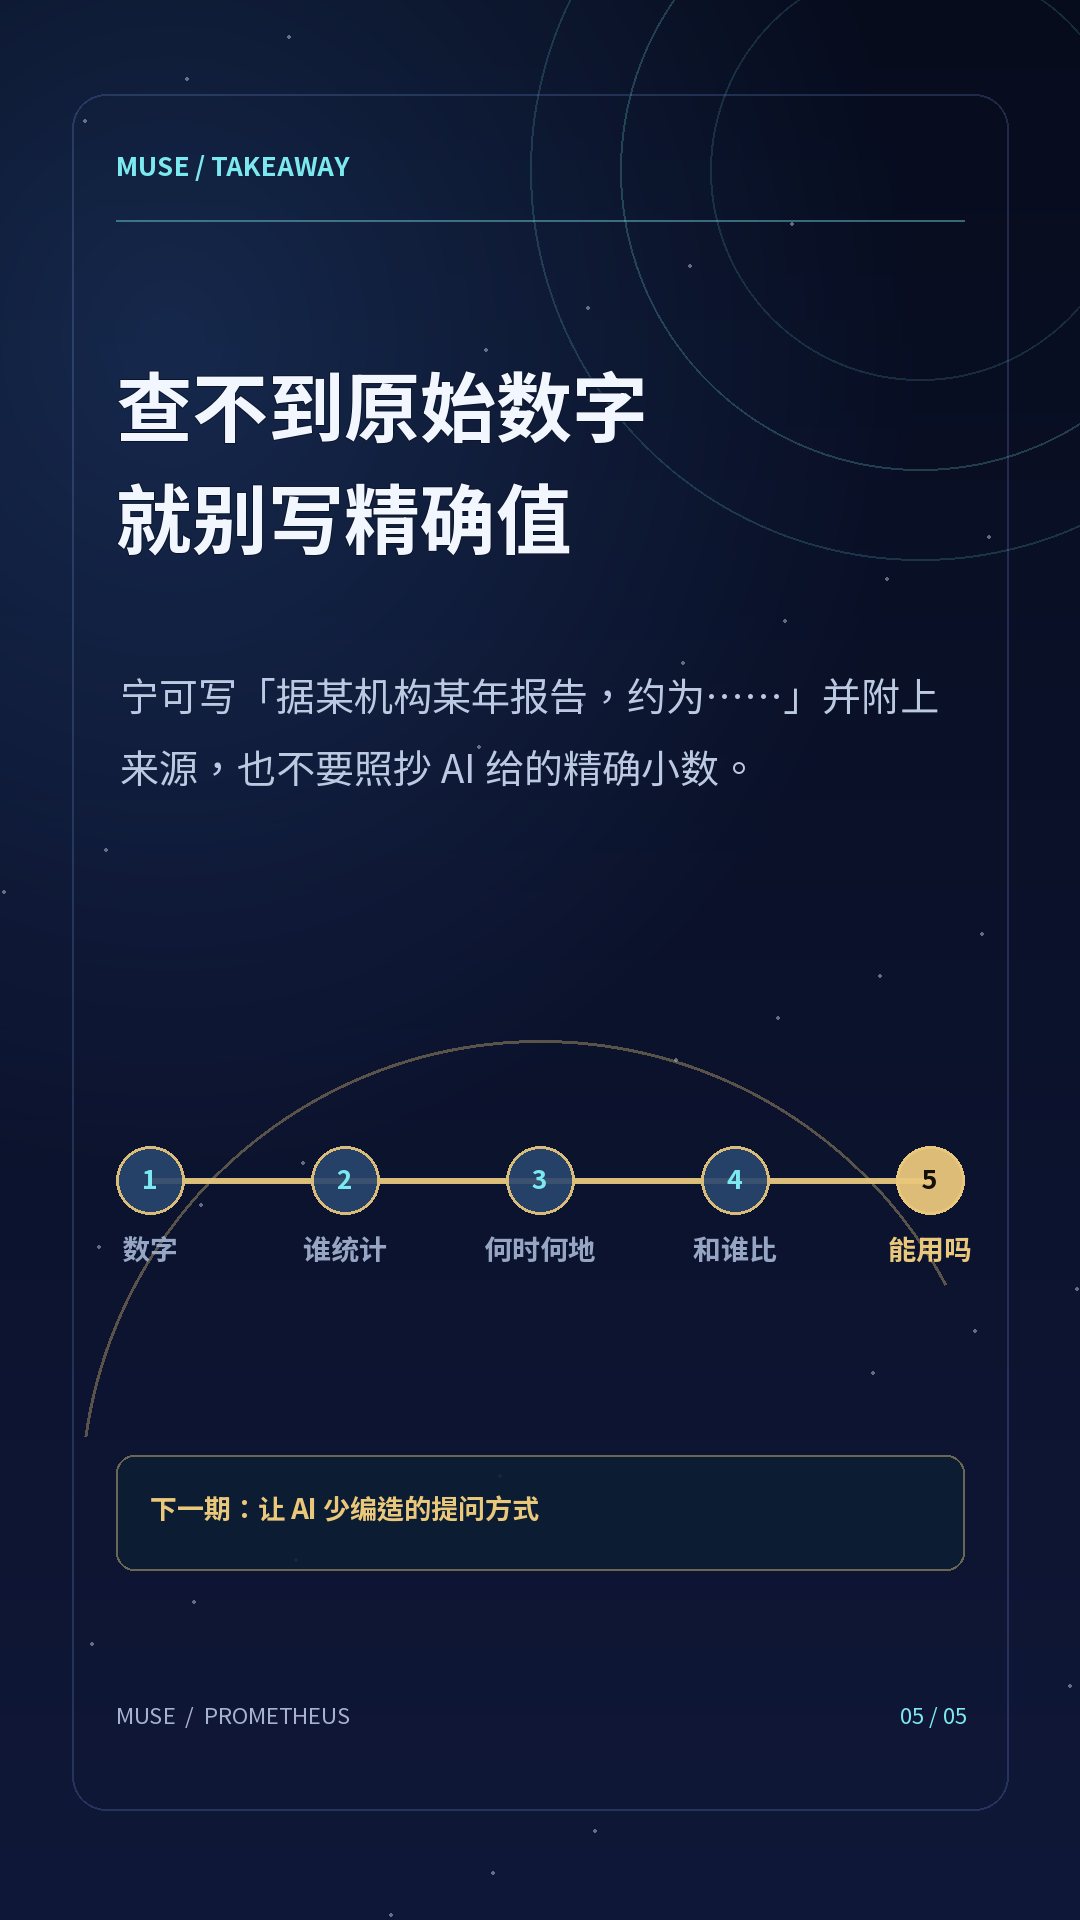 MUSE / TAKEAWAY
查不到原始数字
就别写精确值
宁可写「据某机构某年报告，约为……」并附上
来源，也不要照抄 AI 给的精确小数。
1 2 3 4 5
数字 谁统计 何时何地 和谁比 能用吗
下一期：让 AI 少编造的提问方式
MUSE / PROMETHEUS 05 / 05